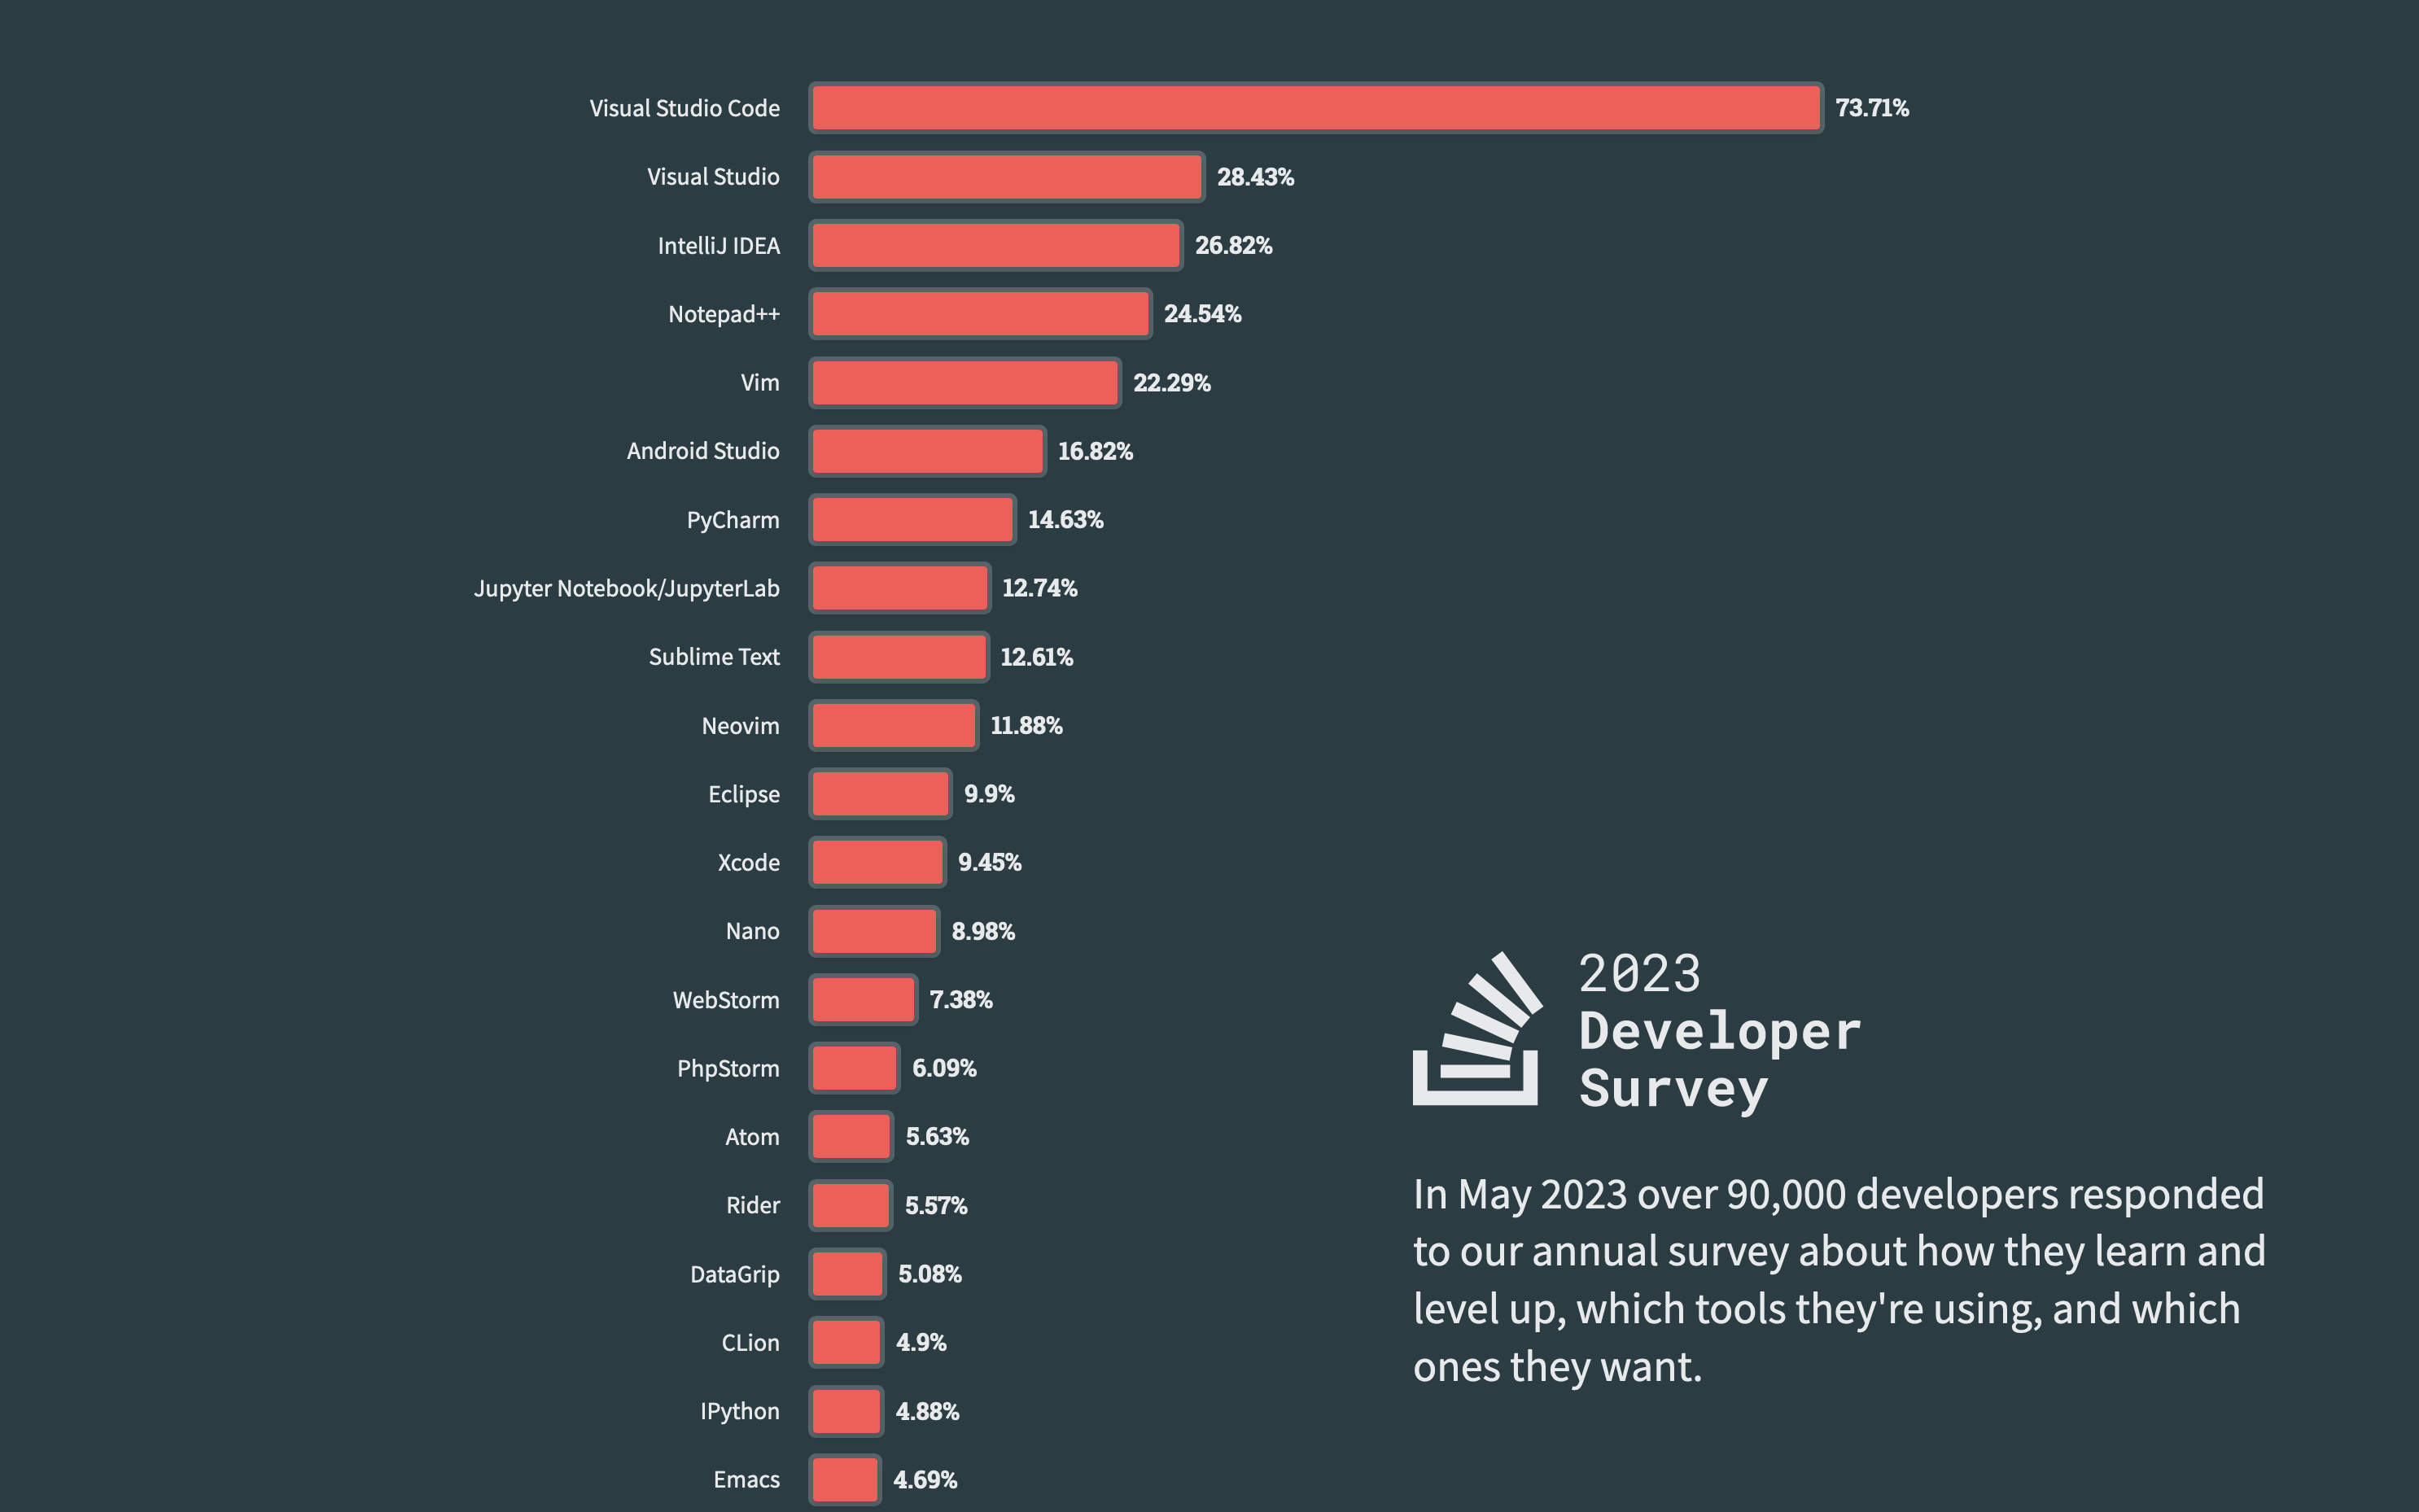 Visual Studio Code 73.71%
Visual Studio 28.43%
IntelliJ IDEA 26.82%
Notepad++ 24.54%
Vim 22.29%
Android Studio 16.82%
PyCharm 14.63%
Jupyter Notebook/JupyterLab 12.74%
Sublime Text 12.61%
Neovim 11.88%
Eclipse 9.9%
Xcode 9.45%
Nano 8.98%
WebStorm 7.38%
PhpStorm 6.09%
Atom 5.63%
Rider 5.57%
DataGrip 5.08%
CLion 4.9%
IPython 4.88%
Emacs 4.69%
2023
Developer
Survey
In May 2023 over 90,000 developers responded
to our annual survey about how they learn and
level up, which tools they're using, and which
ones they want.